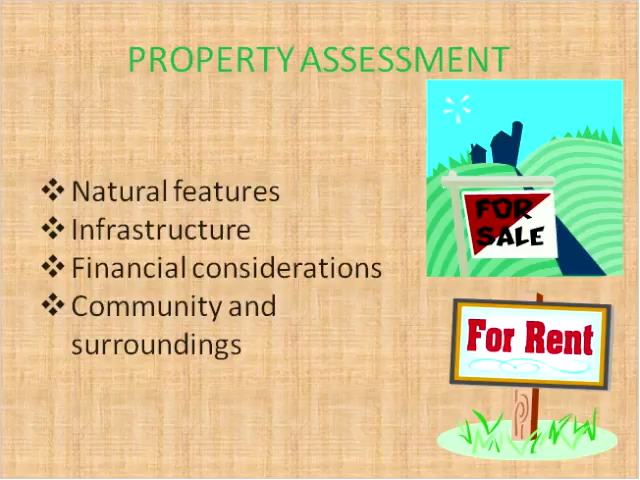 PROPERTY ASSESSMENT
❖ Natural features
❖ Infrastructure
❖ Financial considerations
❖ Community and
surroundings
FOR
SALE
For Rent